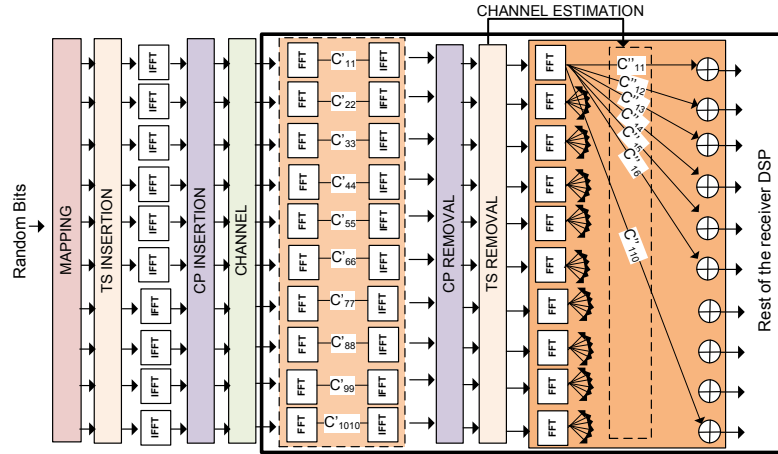 CHANNEL ESTIMATION
Random Bits
MAPPING
TS INSERTION
IFFT
IFFT
IFFT
IFFT
IFFT
IFFT
IFFT
IFFT
IFFT
IFFT
CP INSERTION
CHANNEL
FFT C'11 IFFT
FFT C'22 IFFT
FFT C'33 IFFT
FFT C'44 IFFT
FFT C'55 IFFT
FFT C'66 IFFT
FFT C'77 IFFT
FFT C'88 IFFT
FFT C'99 IFFT
FFT C'1010 IFFT
CP REMOVAL
TS REMOVAL
FFT
FFT
FFT
FFT
FFT
FFT
FFT
FFT
FFT
FFT
C''11
C''12
C''13
C''14
C''15
C''16
C''110
Rest of the receiver DSP